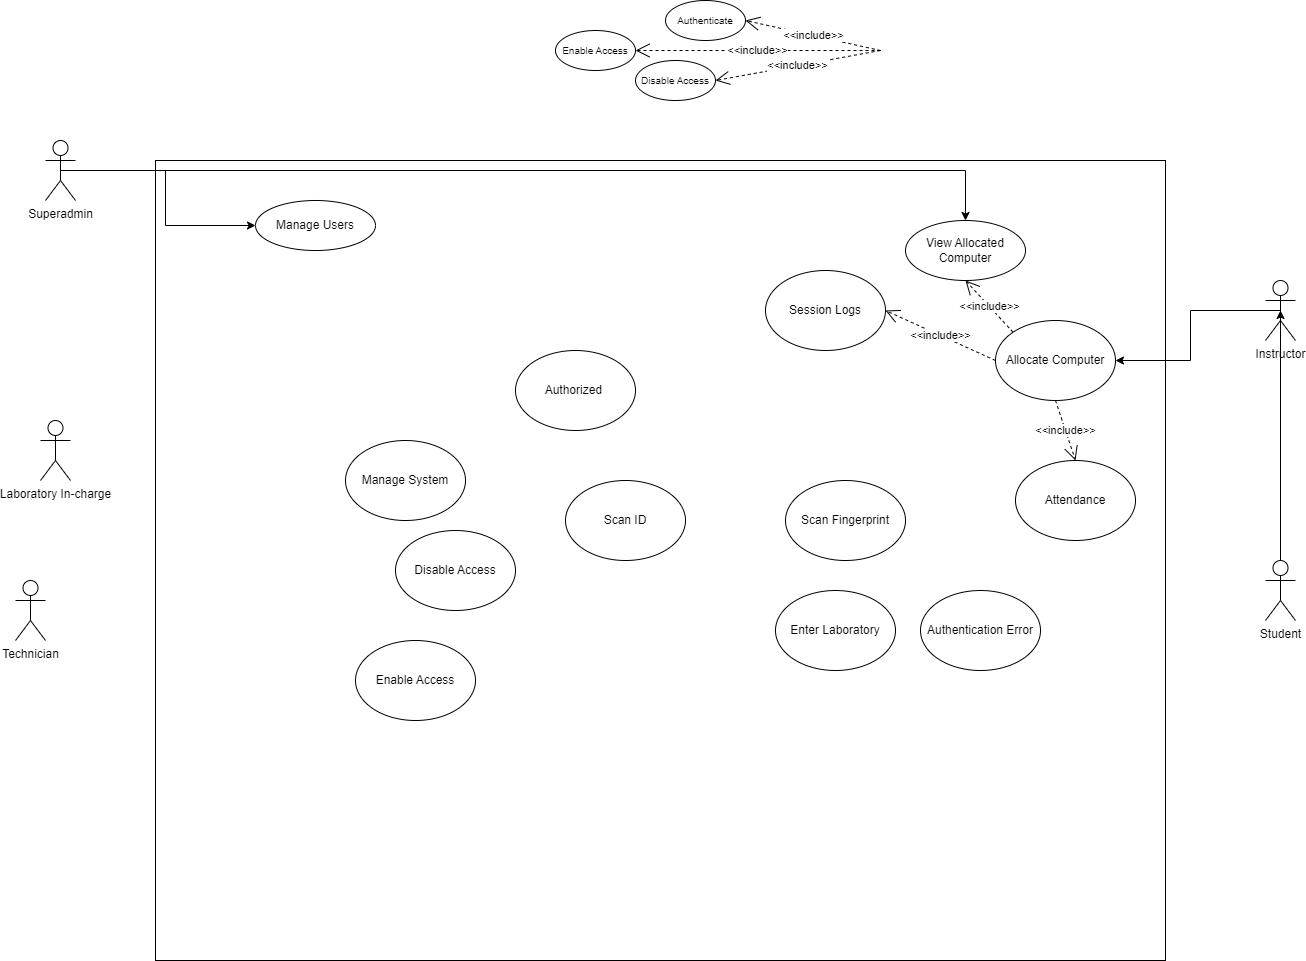 Authenticate
<<include>>
Enable Access
<<include>>
<<include>>
Disable Access
Superadmin
Manage Users
View Allocated
Computer
Session Logs
<<include>>
<<include>>
Allocate Computer
Instructor
Authorized
<<include>>
Manage System
Laboratory In-charge
Attendance
Scan ID
Scan Fingerprint
Disable Access
Enter Laboratory
Authentication Error
Student
Technician
Enable Access